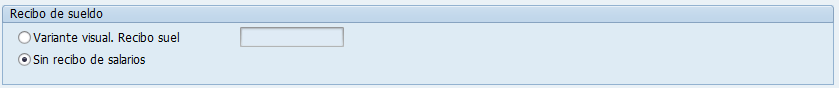 Recibo de sueldo
Variante visual. Recibo suel
Sin recibo de salarios